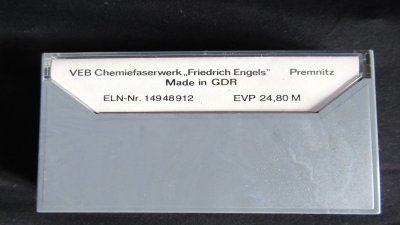 VEB Chemiefaserwerk „Friedrich Engels" Premnitz
Made in GDR
ELN-Nr. 14948912 EVP 24,80 M